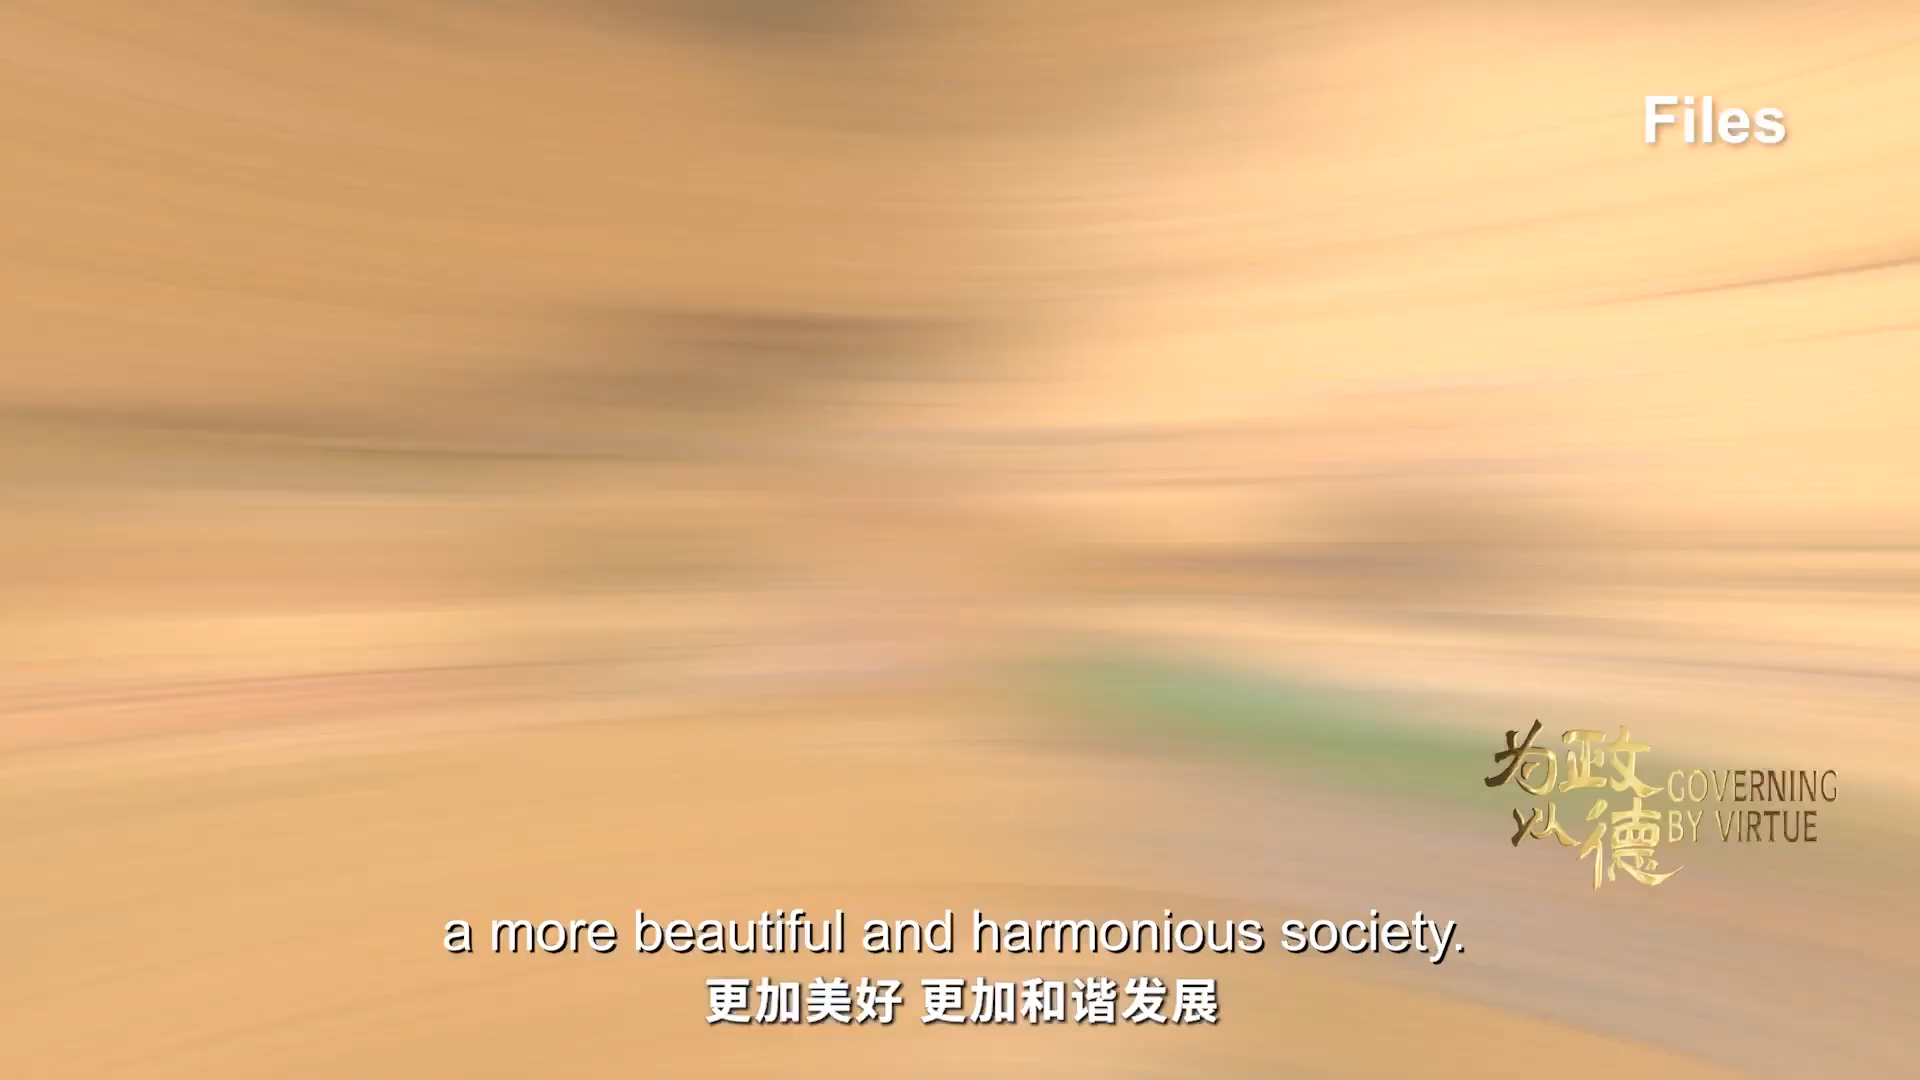 Files
为政
以德
GOVERNING
BY VIRTUE
a more beautiful and harmonious society.
更加美好 更加和谐发展